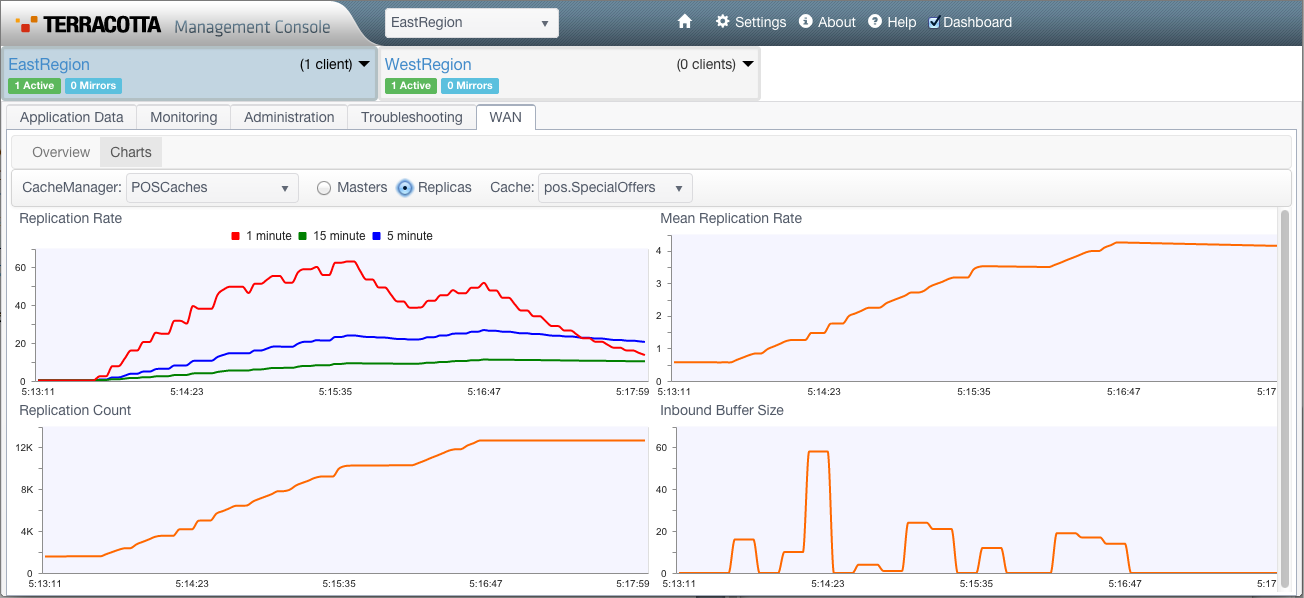 TERRACOTTA Management Console EastRegion Settings About Help Dashboard
EastRegion (1 client) WestRegion (0 clients)
1 Active 0 Mirrors 1 Active 0 Mirrors
Application Data Monitoring Administration Troubleshooting WAN
Overview Charts
CacheManager: POSCaches Masters Replicas Cache: pos.SpecialOffers
Replication Rate
1 minute 15 minute 5 minute
60
40
20
0
5:13:11 5:14:23 5:15:35 5:16:47 5:17:59
Mean Replication Rate
4
3
2
1
0
5:13:11 5:14:23 5:15:35 5:16:47 5:17
Replication Count
12K
8K
4K
0
5:13:11 5:14:23 5:15:35 5:16:47 5:17:59
Inbound Buffer Size
60
40
20
0
5:13:11 5:14:23 5:15:35 5:16:47 5:17